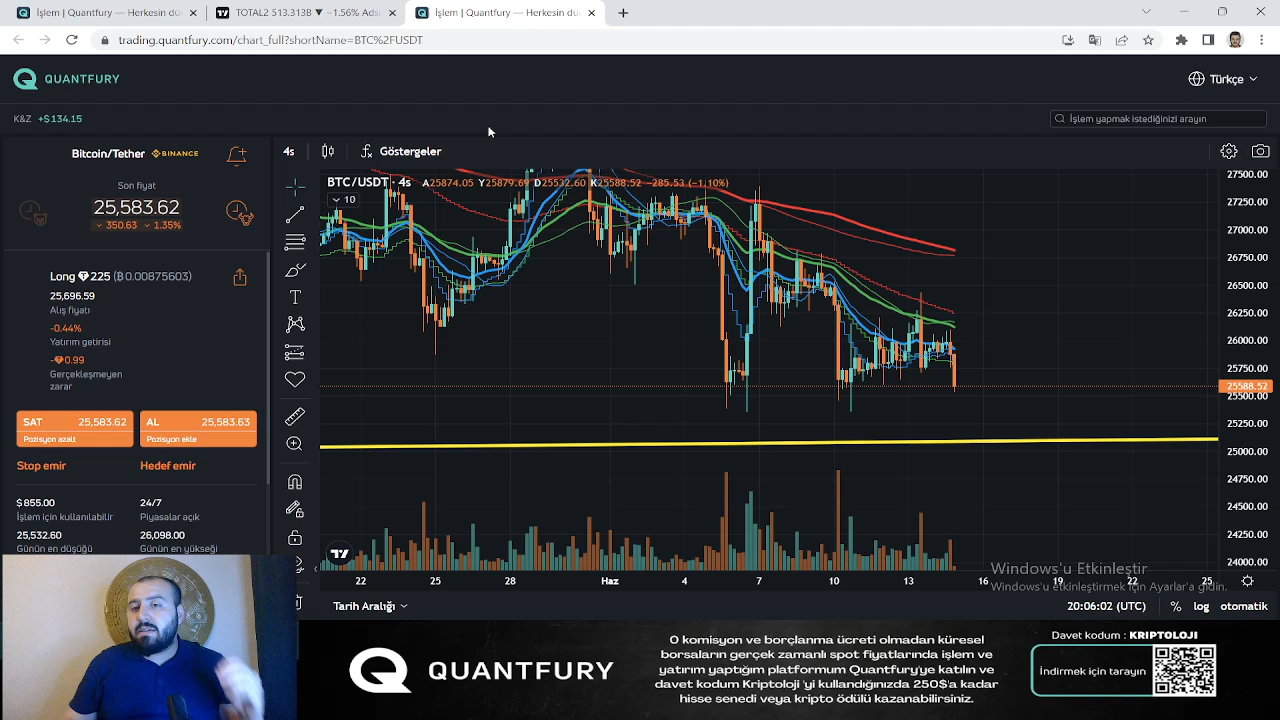 İşlem | Quantfury — Herkesin dü
TOTAL2 513.313B ▼ −1.56% Ads
İşlem | Quantfury — Herkesin dü
trading.quantfury.com/chart_full?shortName=BTC%2FUSDT
QUANTFURY
Türkçe
K&Z +$134.15
İşlem yapmak istediğinizi arayın
Bitcoin/Tether BINANCE
4s
Göstergeler
Son fiyat
25,583.62
350.63 1.35%
BTC/USDT · 4s A25874.05 Y25879.69 D25532.60 K25588.52 −285.53 (−1.10%)
10
Long 225 (₿0.00875603)
25,696.59
Alış fiyatı
-0.44%
Yatırım getirisi
-0.99
Gerçekleşmeyen
zarar
SAT 25,583.62
Pozisyon azalt
AL 25,583.63
Pozisyon ekle
Stop emir
Hedef emir
$855.00
İşlem için kullanılabilir
24/7
Piyasalar açık
25,532.60
Günün en düşüğü
26,098.00
Günün en yükseği
27500.00
27250.00
27000.00
26750.00
26500.00
26250.00
26000.00
25750.00
25588.52
25500.00
25250.00
25000.00
24750.00
24500.00
24250.00
24000.00
22 25 28 Haz 4 7 10 13 16 19 22 25
Windows'u Etkinleştir
Windows'u etkinleştirmek için Ayarlar'a gidin.
Tarih Aralığı
20:06:02 (UTC) % log otomatik
QUANTFURY
O komisyon ve borçlanma ücreti olmadan küresel
borsaların gerçek zamanlı spot fiyatlarında işlem ve
yatırım yaptığım platformum Quantfury'ye katılın ve
davet kodum Kriptoloji 'yi kullandığınızda 250$'a kadar
hisse senedi veya kripto ödülü kazanabilirsiniz.
Davet kodum : KRIPTOLOJI
İndirmek için tarayın